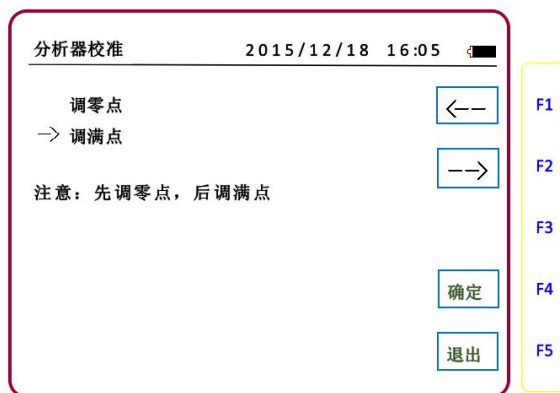 分析器校准 2015/12/18 16:05
调零点
<-- F1
--> 调满点
--> F2
注意：先调零点，后调满点
F3
确定 F4
退出 F5